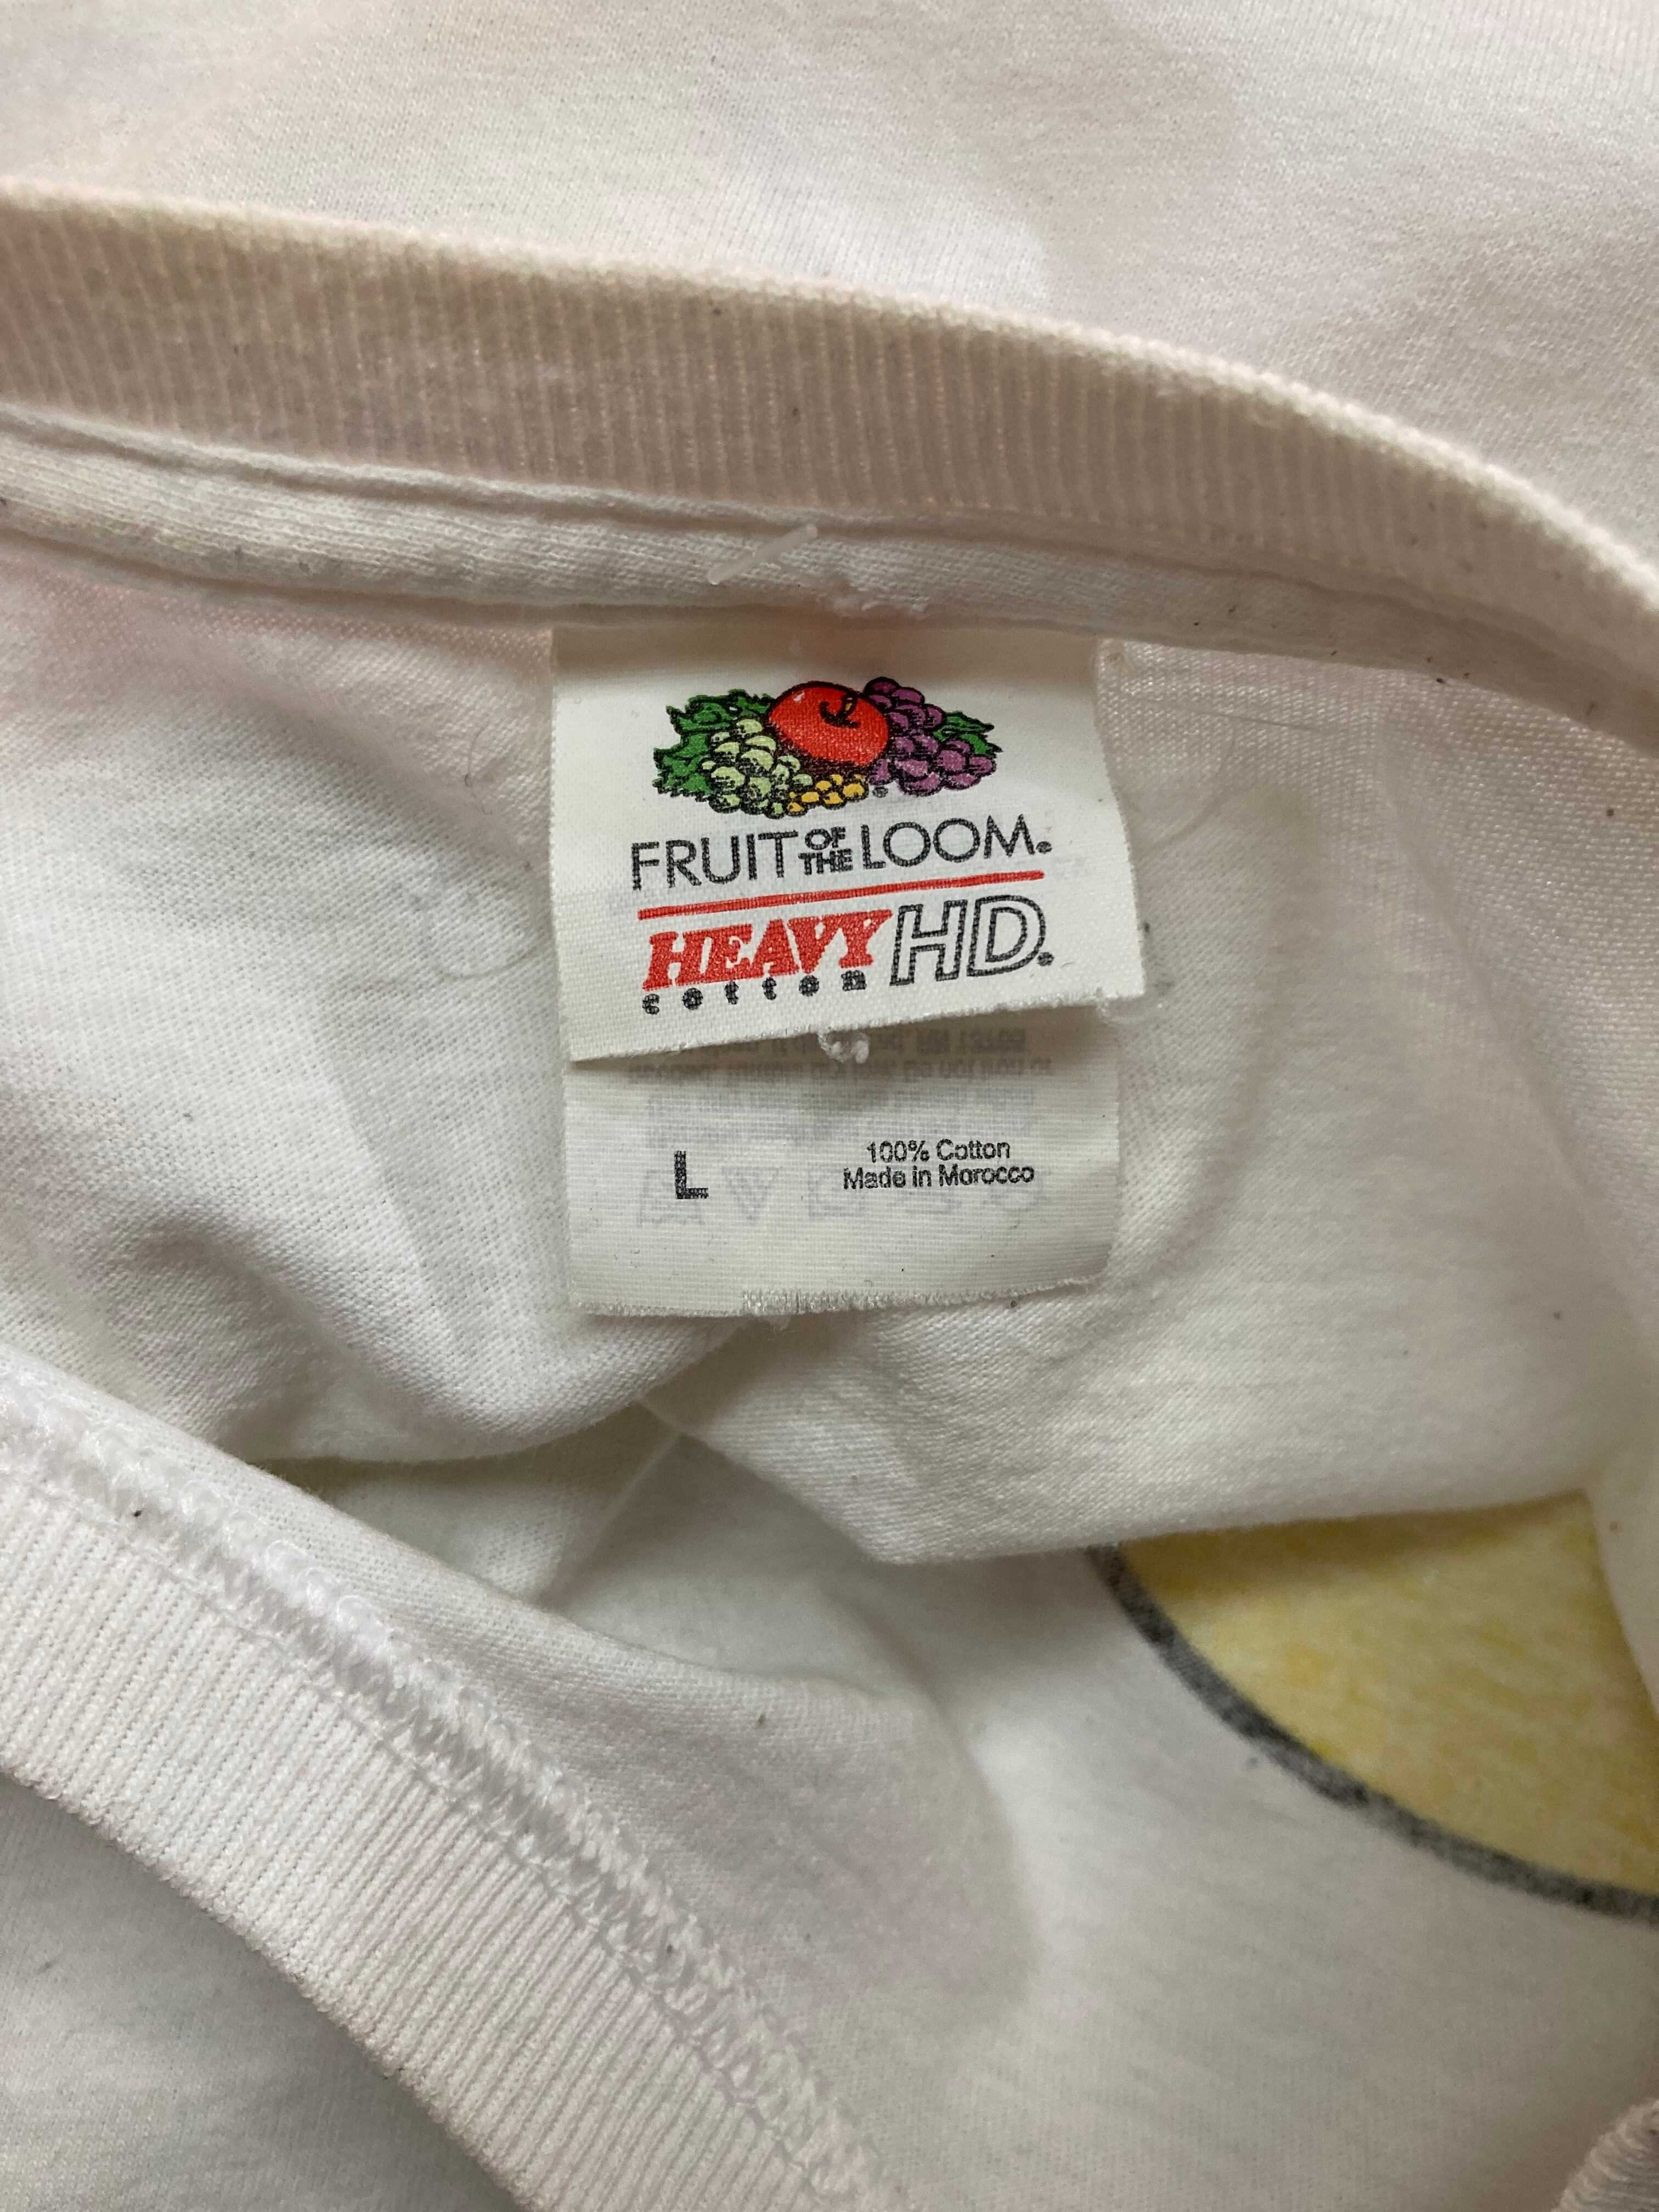 FRUIT OF THE LOOM®
HEAVY HD®
cotton
L
100% Cotton
Made in Morocco